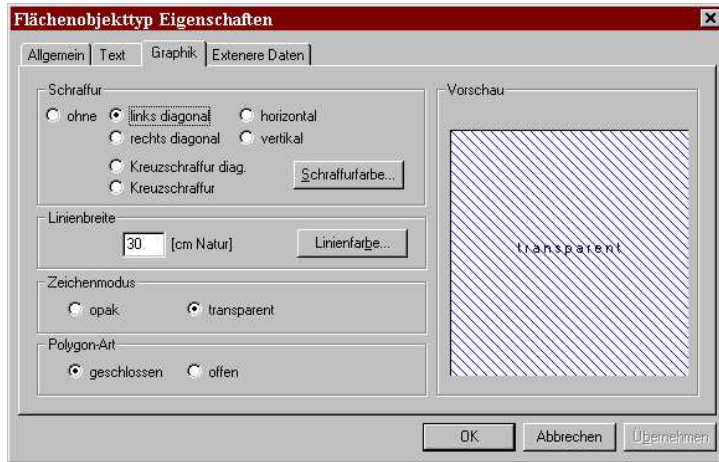 Flächenobjekttyp Eigenschaften
Allgemein Text Graphik Extenere Daten
Schraffur
ohne links diagonal horizontal
rechts diagonal vertikal
Kreuzschraffur diag.
Kreuzschraffur
Schraffurfarbe...
Linienbreite
30 [cm Natur] Linienfarbe...
Zeichenmodus
opak transparent
Polygon-Art
geschlossen offen
Vorschau
transparent
OK Abbrechen Übernehmen